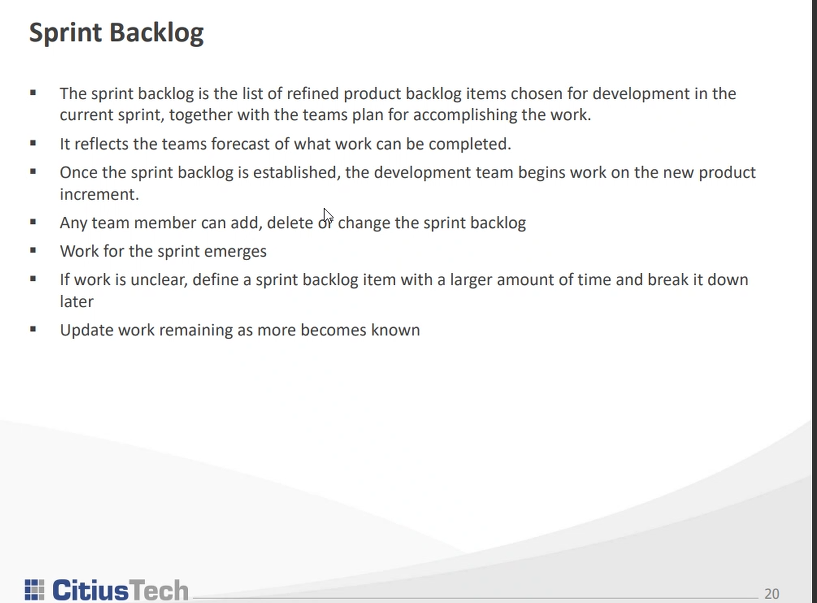 Sprint Backlog
▪ The sprint backlog is the list of refined product backlog items chosen for development in the
current sprint, together with the teams plan for accomplishing the work.
▪ It reflects the teams forecast of what work can be completed.
▪ Once the sprint backlog is established, the development team begins work on the new product
increment.
▪ Any team member can add, delete or change the sprint backlog
▪ Work for the sprint emerges
▪ If work is unclear, define a sprint backlog item with a larger amount of time and break it down
later
▪ Update work remaining as more becomes known
CitiusTech
20